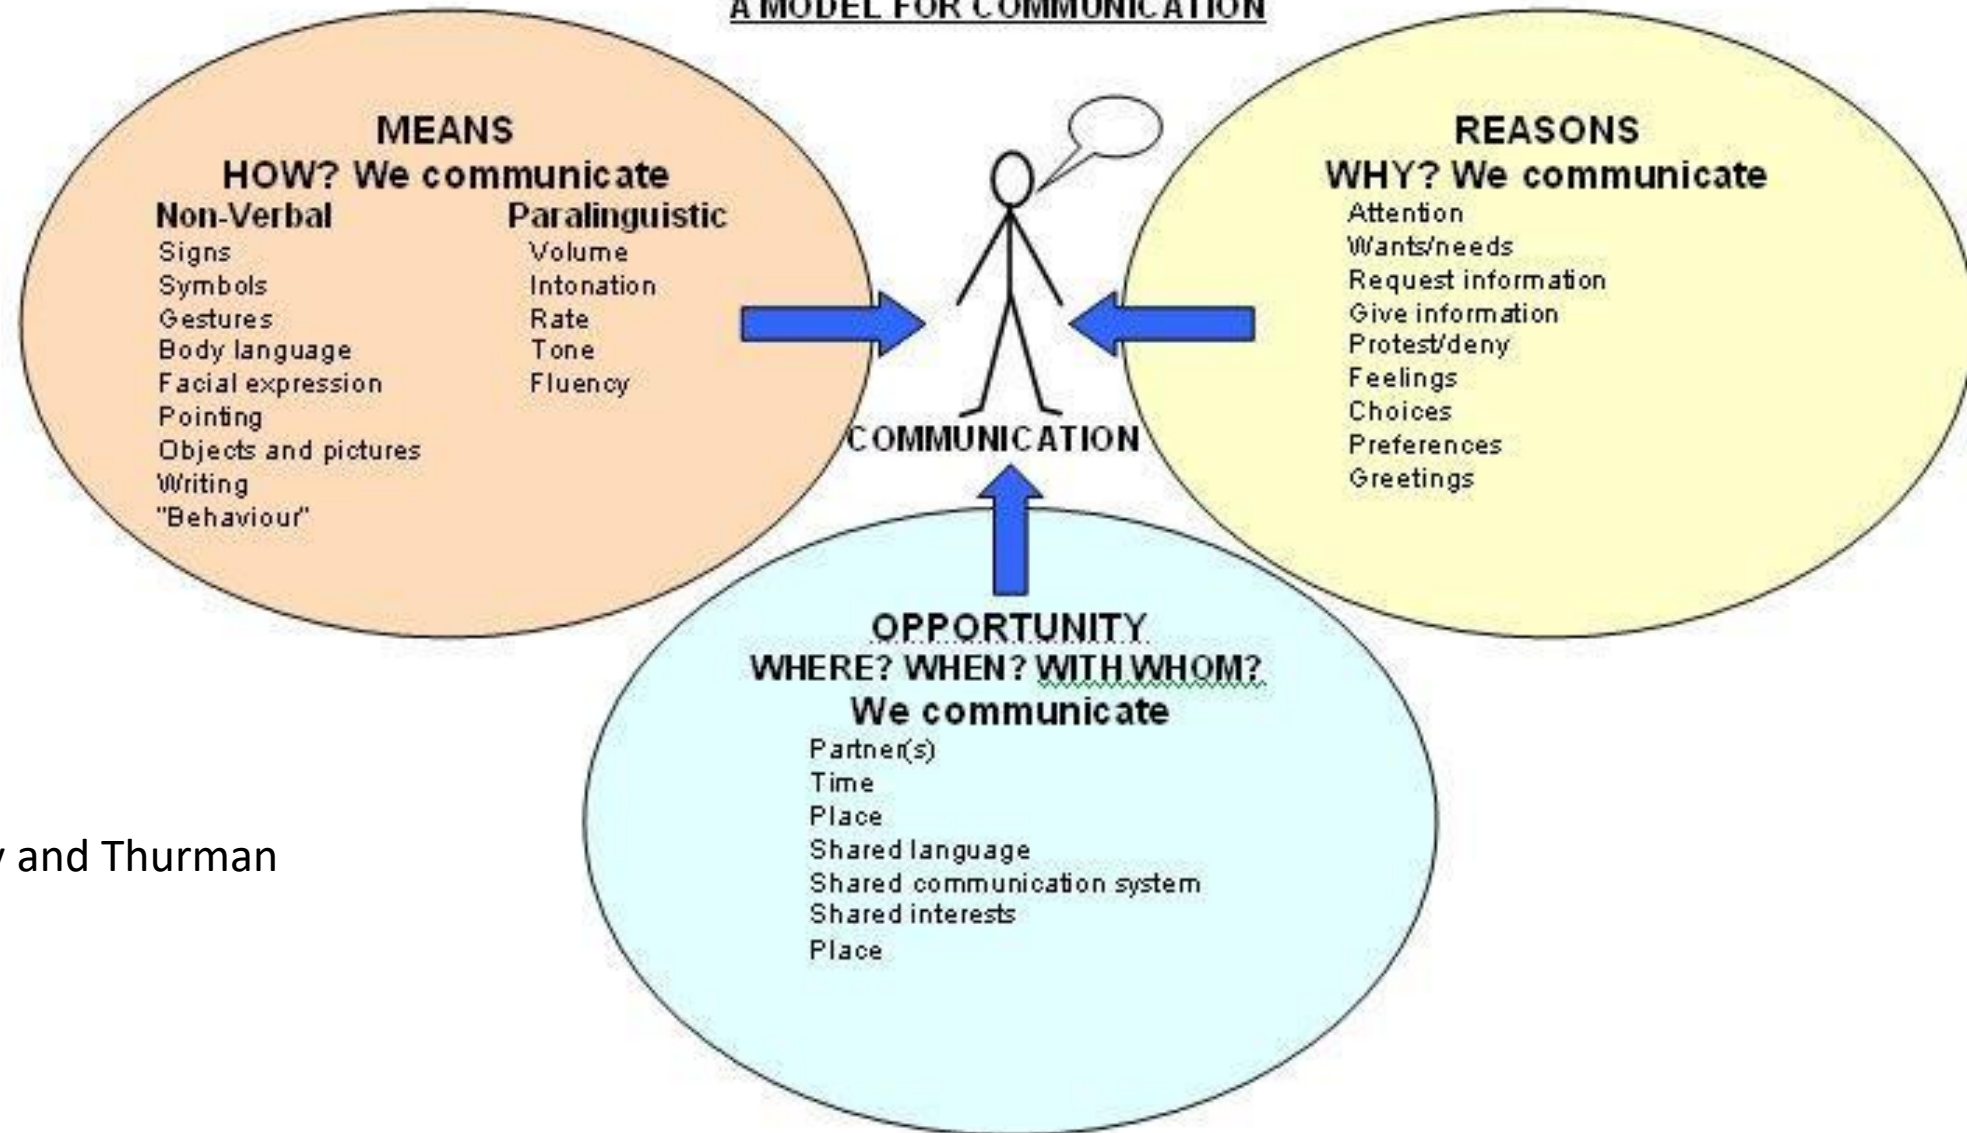 A MODEL FOR COMMUNICATION
MEANS
HOW? We communicate
Non-Verbal
Signs
Symbols
Gestures
Body language
Facial expression
Pointing
Objects and pictures
Writing
"Behaviour"
Paralinguistic
Volume
Intonation
Rate
Tone
Fluency
COMMUNICATION
REASONS
WHY? We communicate
Attention
Wants/needs
Request information
Give information
Protest/deny
Feelings
Choices
Preferences
Greetings
OPPORTUNITY
WHERE? WHEN? WITH WHOM?
We communicate
Partner(s)
Time
Place
Shared language
Shared communication system
Shared interests
Place
and Thurman